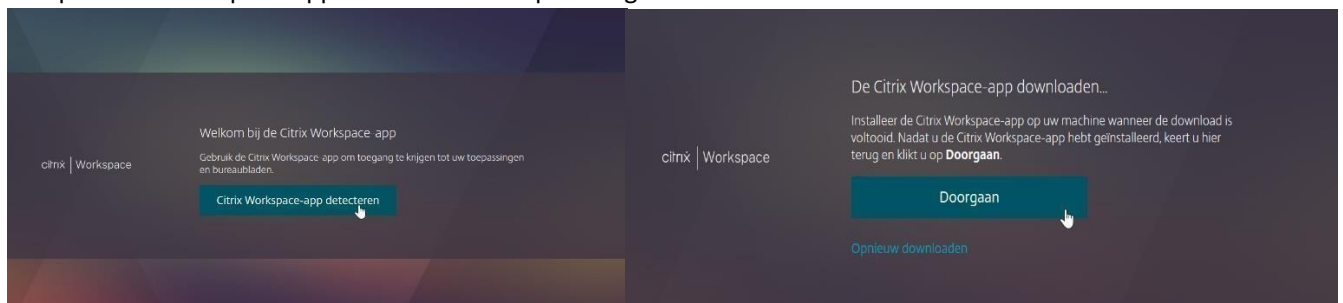 Welkom bij de Citrix Workspace-app
citrix | Workspace
Gebruik de Citrix Workspace-app om toegang te krijgen tot uw toepassingen
en bureaubladen.
Citrix Workspace-app detecteren
De Citrix Workspace-app downloaden...
Installeer de Citrix Workspace-app op uw machine wanneer de download is
voltooid. Nadat u de Citrix Workspace-app hebt geïnstalleerd, keert u hier
terug en klikt u op Doorgaan.
citrix | Workspace
Doorgaan
Opnieuw downloaden